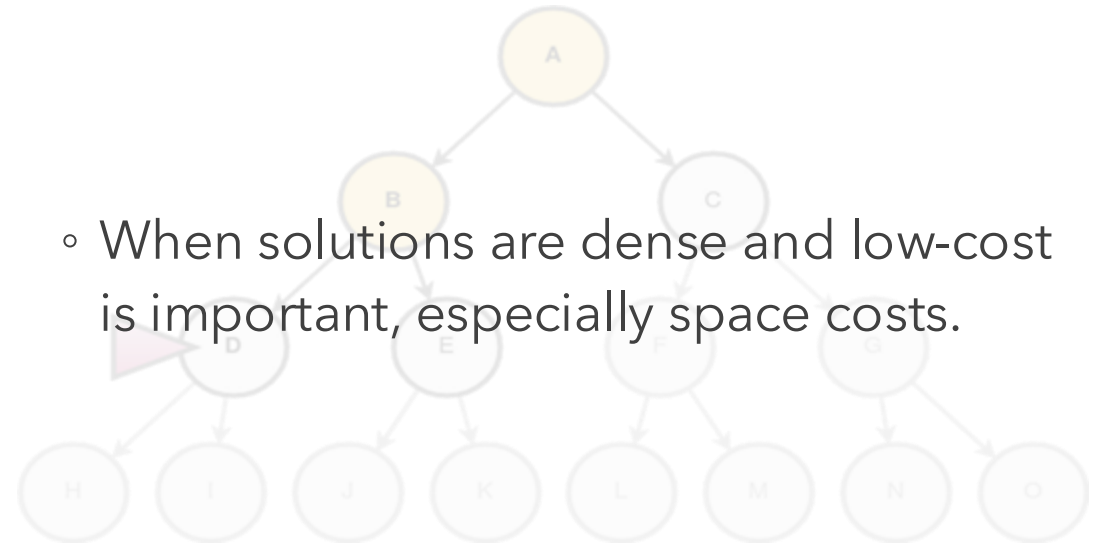 A
B C
◦ When solutions are dense and low-cost
is important, especially space costs.
D E F G
H I J K L M N O